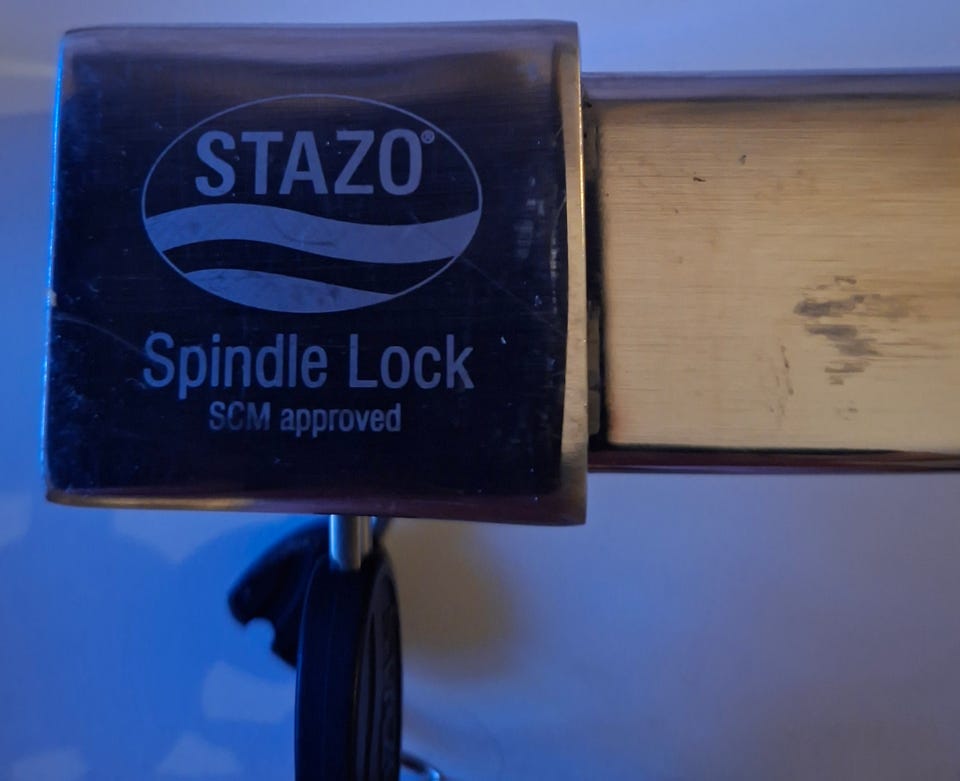 STAZO®
Spindle Lock
SCM approved